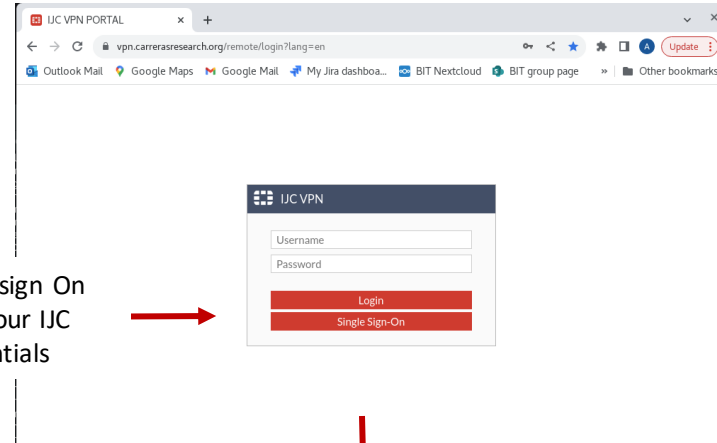 IJC VPN PORTAL
vpn.carrerasresearch.org/remote/login?lang=en
A
Update
Outlook Mail Google Maps Google Mail My Jira dashboa... BIT Nextcloud BIT group page » Other bookmarks
IJC VPN
Username
Password
sign On
our IJC
Login
Single Sign-On